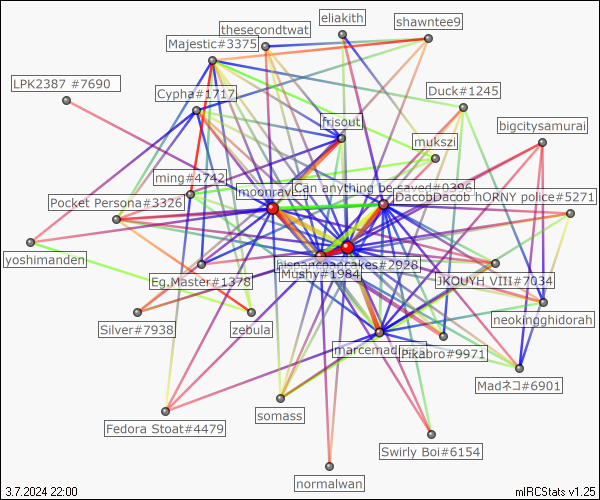 eliakith
thesecondtwat
shawntee9
Majestic#3375
LPK2387 #7690
Cypha#1717
Duck#1245
frisout
bigcitysamurai
mukszi
ming#4742
moonrave
Can anything be saved#0396
Pocket Persona#3326
DacobDacob hORNY police#5271
yoshimanden
#2928
Mushy#1984
Eg.Master#1378
JKOUYH VIII#7034
Silver#7938
zebula
neokingghidorah
marcemad
Pikabro#9971
Madネコ#6901
somass
Fedora Stoat#4479
Swirly Boi#6154
normalwan
3.7.2024 22:00
mIRCStats v1.25